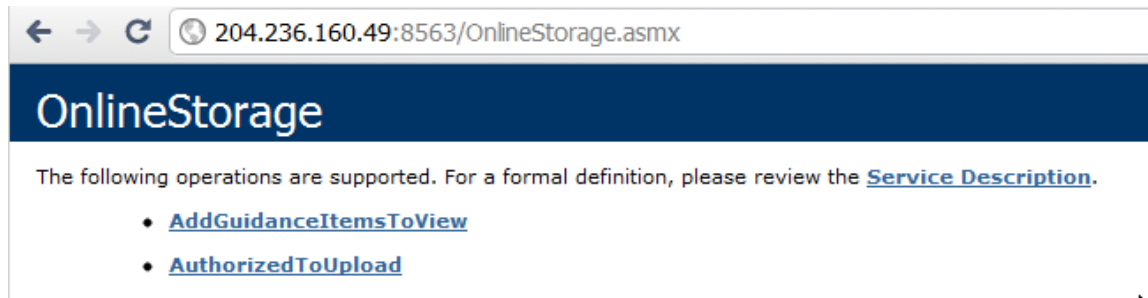 204.236.160.49:8563/OnlineStorage.asmx
OnlineStorage
The following operations are supported. For a formal definition, please review the Service Description.
AddGuidanceItemsToView
AuthorizedToUpload